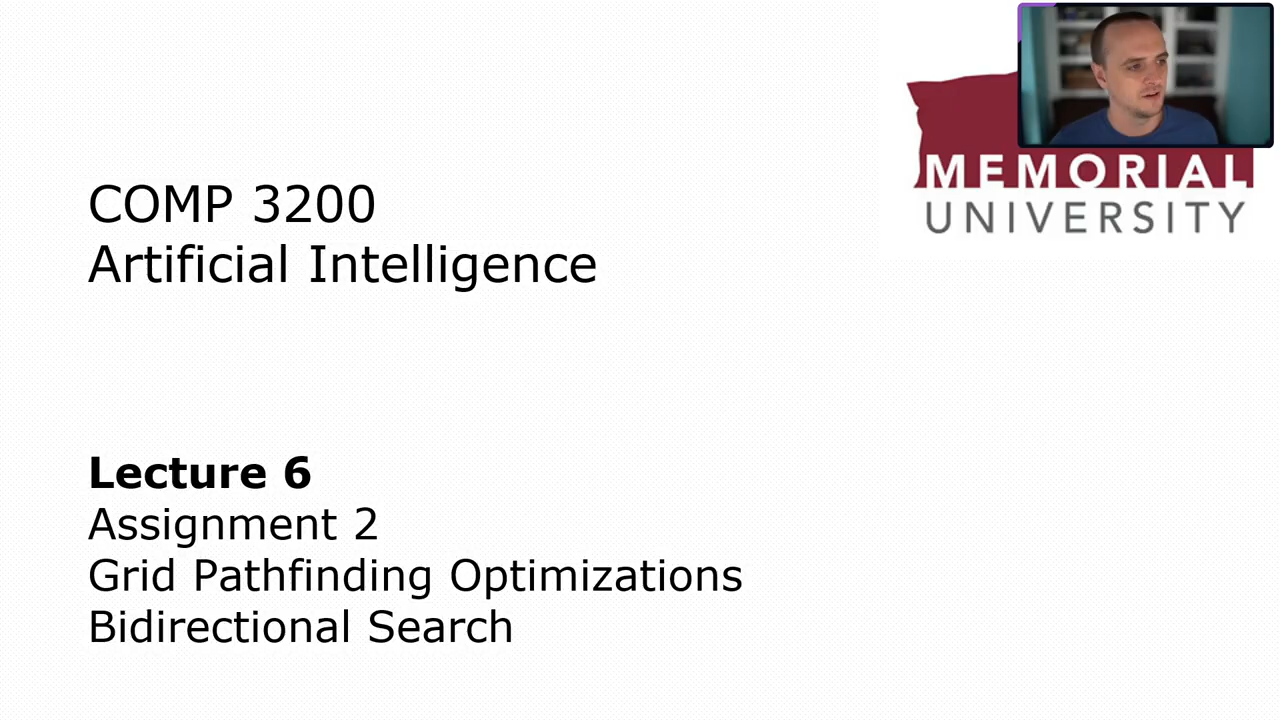 MEMORIAL
UNIVERSITY
COMP 3200
Artificial Intelligence
Lecture 6
Assignment 2
Grid Pathfinding Optimizations
Bidirectional Search